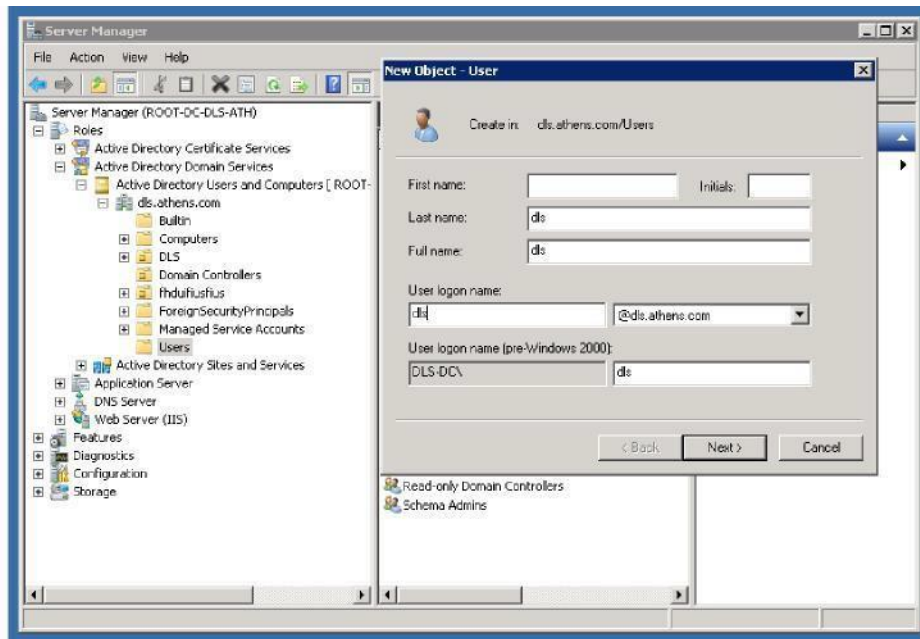 Server Manager
File Action View Help
Server Manager (ROOT-DC-DLS-ATH)
Roles
Active Directory Certificate Services
Active Directory Domain Services
Active Directory Users and Computers [ ROOT-
dls.athens.com
Builtin
Computers
DLS
Domain Controllers
fhduifiusfius
ForeignSecurityPrincipals
Managed Service Accounts
Users
Active Directory Sites and Services
Application Server
DNS Server
Web Server (IIS)
Features
Diagnostics
Configuration
Storage
New Object - User
Create in: dls.athens.com/Users
First name: Initials:
Last name: dls
Full name: dls
User logon name:
dls @dls.athens.com
User logon name (pre-Windows 2000):
DLS-DC\ dls
< Back Next > Cancel
Read-only Domain Controllers
Schema Admins